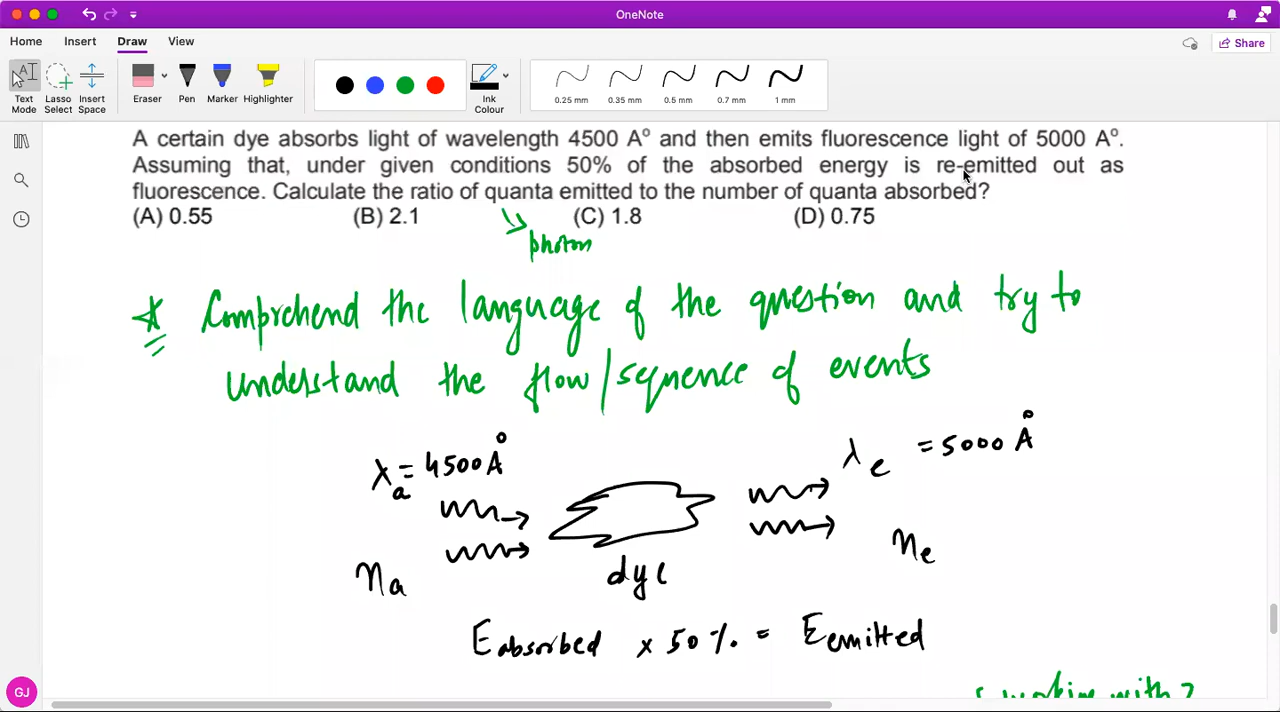 OneNote
Home Insert Draw View
Share
Text Mode
Lasso Select
Insert Space
Eraser
Pen
Marker
Highlighter
Ink Colour
0.25 mm
0.35 mm
0.5 mm
0.7 mm
1 mm
A certain dye absorbs light of wavelength 4500 Aº and then emits fluorescence light of 5000 Aº.
Assuming that, under given conditions 50% of the absorbed energy is re-emitted out as
fluorescence. Calculate the ratio of quanta emitted to the number of quanta absorbed?
(A) 0.55 (B) 2.1 (C) 1.8 (D) 0.75
photon
Comprehend the language of the question and try to
understand the flow/sequence of events
λa = 4500 Å
λe = 5000 Å
na
dye
ne
Eabsorbed x 50 % = Eemitted
working with?
GJ